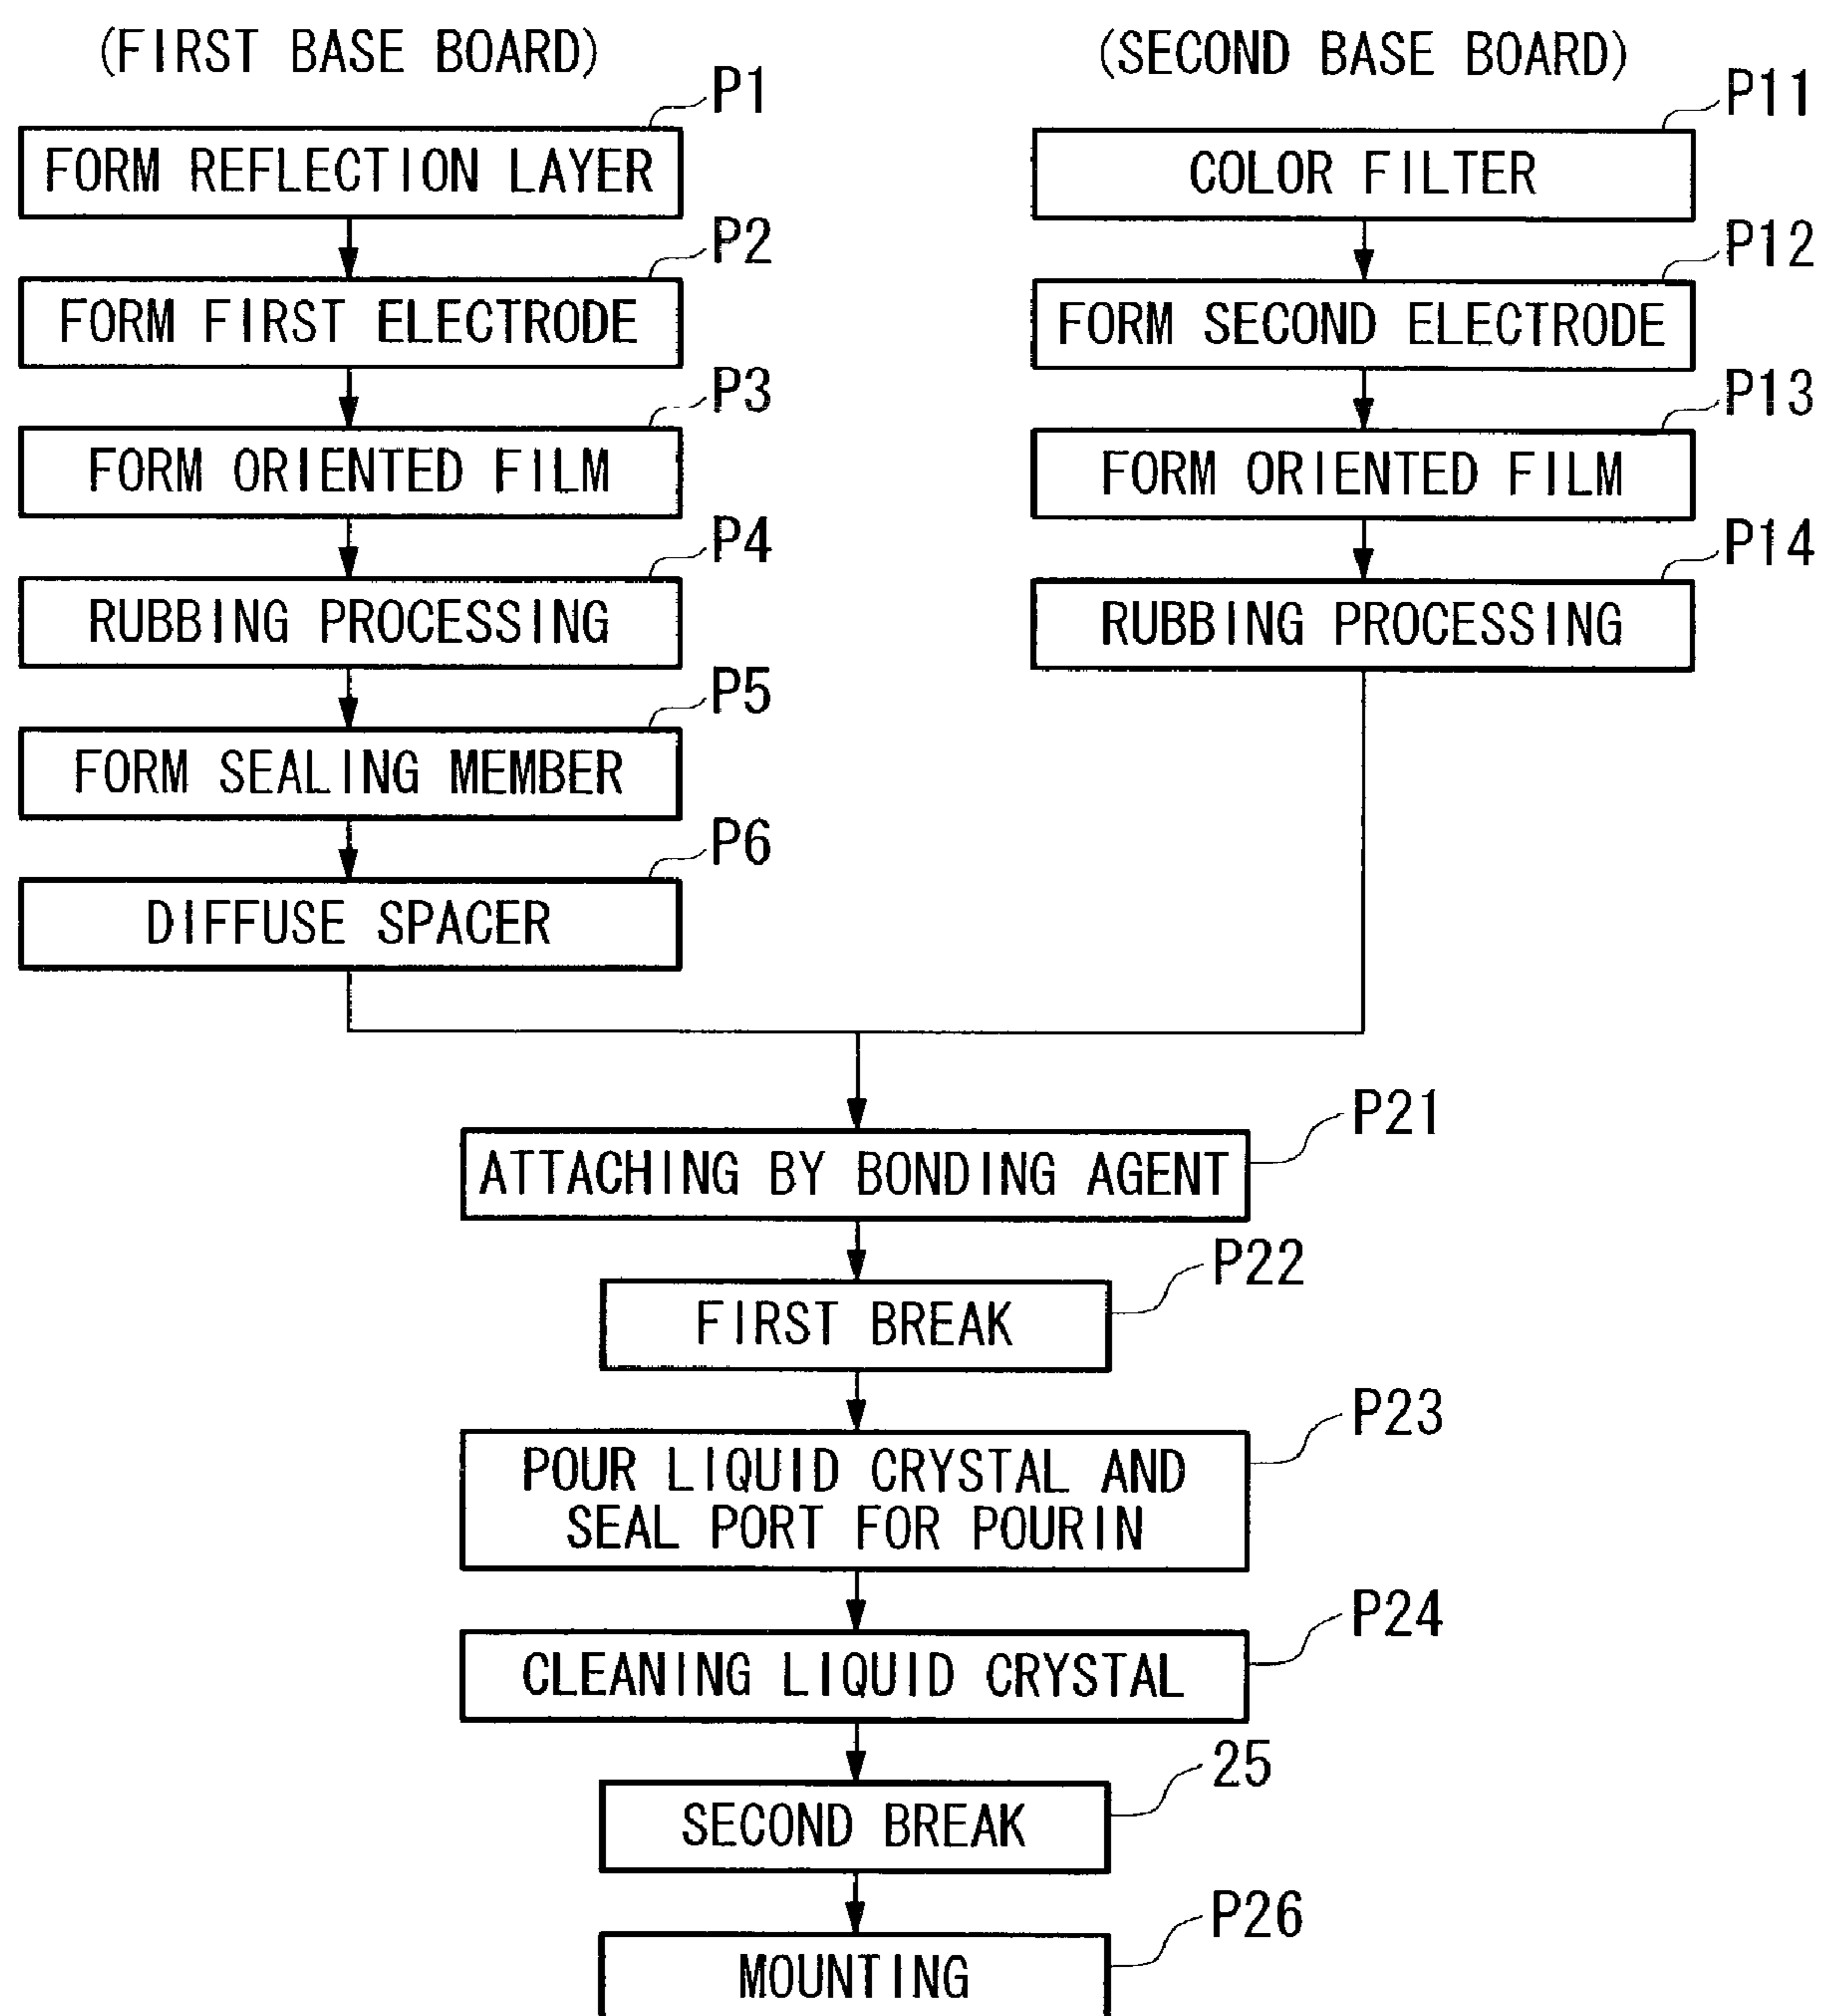 (FIRST BASE BOARD)
P1
FORM REFLECTION LAYER
P2
FORM FIRST ELECTRODE
P3
FORM ORIENTED FILM
P4
RUBBING PROCESSING
P5
FORM SEALING MEMBER
P6
DIFFUSE SPACER
(SECOND BASE BOARD)
P11
COLOR FILTER
P12
FORM SECOND ELECTRODE
P13
FORM ORIENTED FILM
P14
RUBBING PROCESSING
P21
ATTACHING BY BONDING AGENT
P22
FIRST BREAK
P23
POUR LIQUID CRYSTAL AND
SEAL PORT FOR POURIN
P24
CLEANING LIQUID CRYSTAL
25
SECOND BREAK
P26
MOUNTING